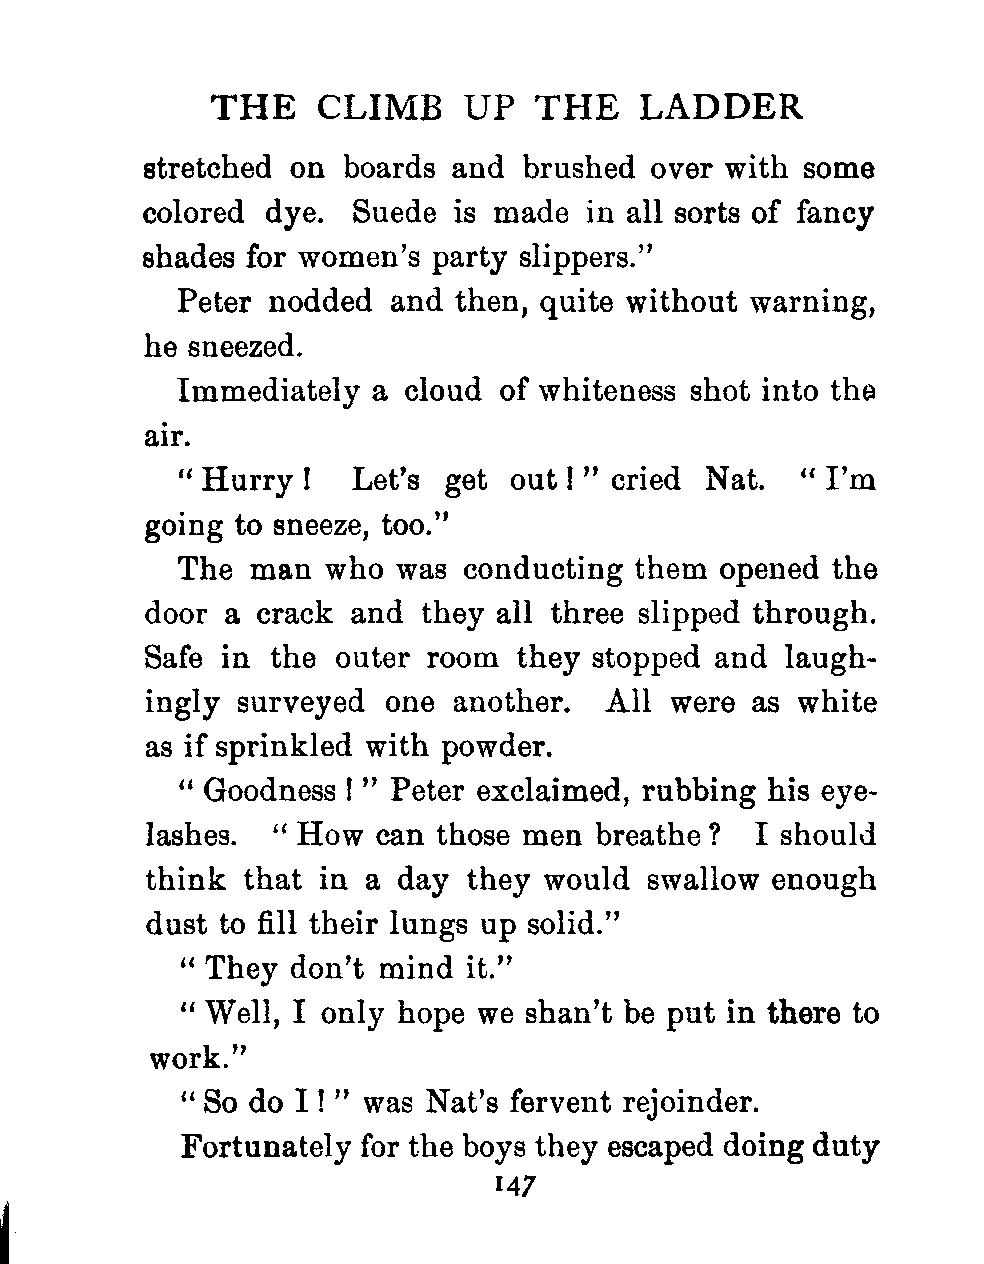 THE CLIMB UP THE LADDER
stretched on boards and brushed over with some
colored dye. Suede is made in all sorts of fancy
shades for women's party slippers."
Peter nodded and then, quite without warning,
he sneezed.
Immediately a cloud of whiteness shot into the
air.
" Hurry ! Let's get out ! " cried Nat. " I'm
going to sneeze, too."
The man who was conducting them opened the
door a crack and they all three slipped through.
Safe in the outer room they stopped and laugh-
ingly surveyed one another. All were as white
as if sprinkled with powder.
" Goodness ! " Peter exclaimed, rubbing his eye-
lashes. " How can those men breathe ? I should
think that in a day they would swallow enough
dust to fill their lungs up solid."
" They don't mind it."
" Well, I only hope we shan't be put in there to
work."
" So do I ! " was Nat's fervent rejoinder.
Fortunately for the boys they escaped doing duty
147